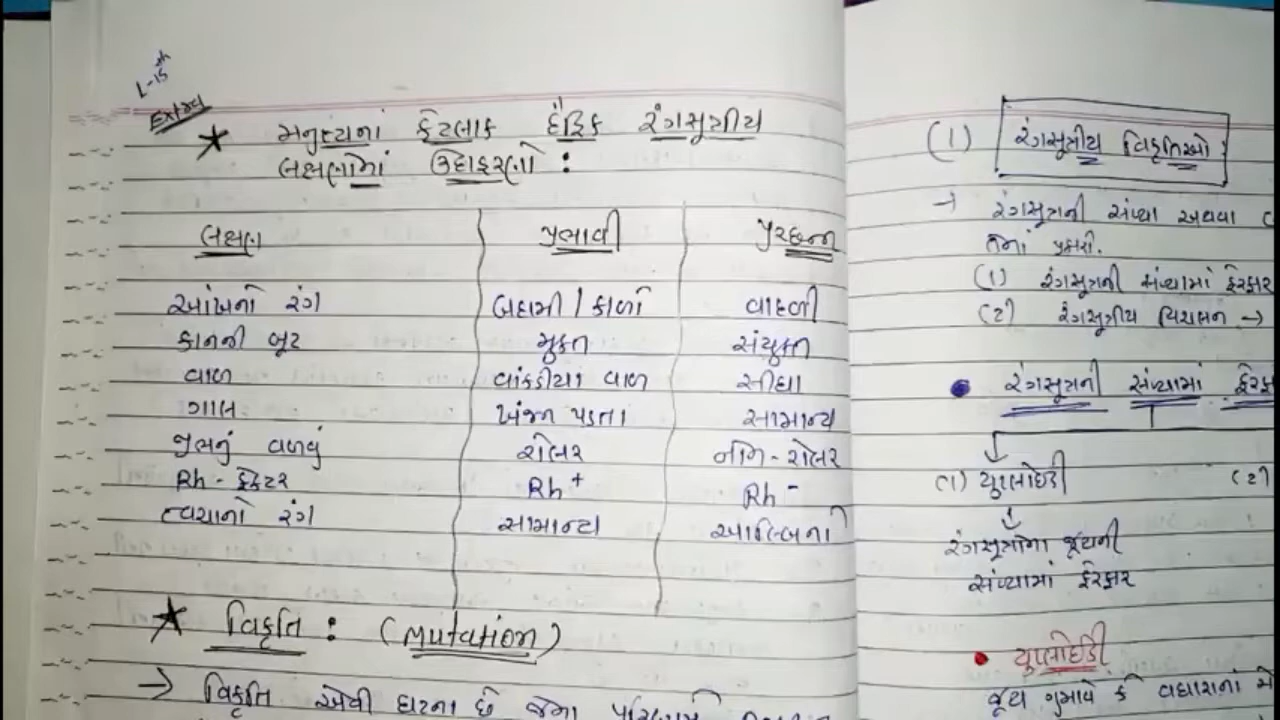 L-15th
Extra
★ મનુષ્યનાં કેટલાક દૈહિક રંગસૂત્રીય
લક્ષણોમાં ઉદાહરણો :
લક્ષણ પ્રભાવી પ્રચ્છન્ન
આંખનો રંગ બદામી / કાળો વાદળી
કાનની બૂટ મુક્ત સંયુક્ત
વાળ વાંકડીયા વાળ સીધા
ગાલ ખંજન પડતા સામાન્ય
જીભનું વળવું રોલર નોન - રોલર
Rh - ફેક્ટર Rh+ Rh-
ત્વચાનો રંગ સામાન્ય આલ્બિનો
★ વિકૃતિ : (Mutation)
→ વિકૃતિ એવી ઘટના છે જેમાં
(1) રંગસૂત્રીય વિકૃતિઓ
→ રંગસૂત્રની સંખ્યા અથવા
તેનાં પ્રકારો.
(1) રંગસૂત્રની સંખ્યામાં ફેરફાર
(2) રંગસૂત્રીય વિચલન →
• રંગસૂત્રની સંખ્યામાં
(1) યુપ્લોઇડી (2)
રંગસૂત્રોના જૂથની
સંખ્યામાં ફેરફાર
• યુપ્લોઇડી
જૂથ ગુમાવે કે વધારાનાં